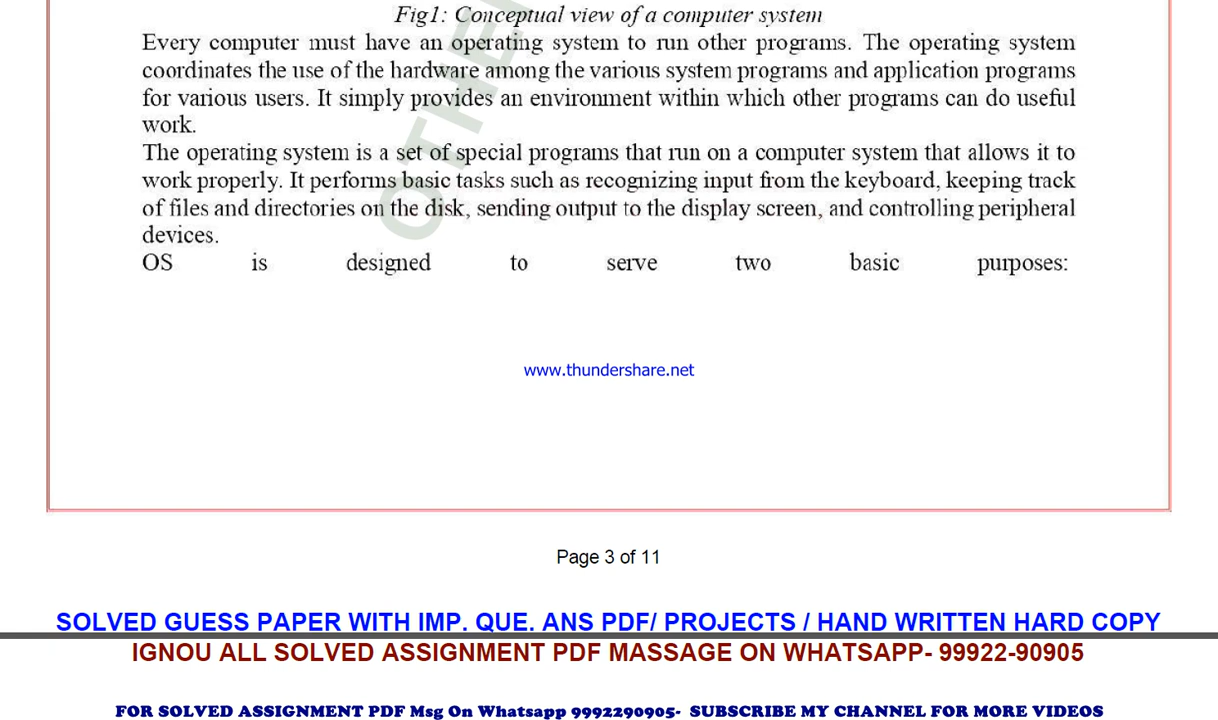 Fig1: Conceptual view of a computer system
Every computer must have an operating system to run other programs. The operating system
coordinates the use of the hardware among the various system programs and application programs
for various users. It simply provides an environment within which other programs can do useful
work.
The operating system is a set of special programs that run on a computer system that allows it to
work properly. It performs basic tasks such as recognizing input from the keyboard, keeping track
of files and directories on the disk, sending output to the display screen, and controlling peripheral
devices.
OS is designed to serve two basic purposes:
www.thundershare.net
Page 3 of 11
SOLVED GUESS PAPER WITH IMP. QUE. ANS PDF/ PROJECTS / HAND WRITTEN HARD COPY
IGNOU ALL SOLVED ASSIGNMENT PDF MASSAGE ON WHATSAPP- 99922-90905
FOR SOLVED ASSIGNMENT PDF Msg On Whatsapp 9992290905- SUBSCRIBE MY CHANNEL FOR MORE VIDEOS